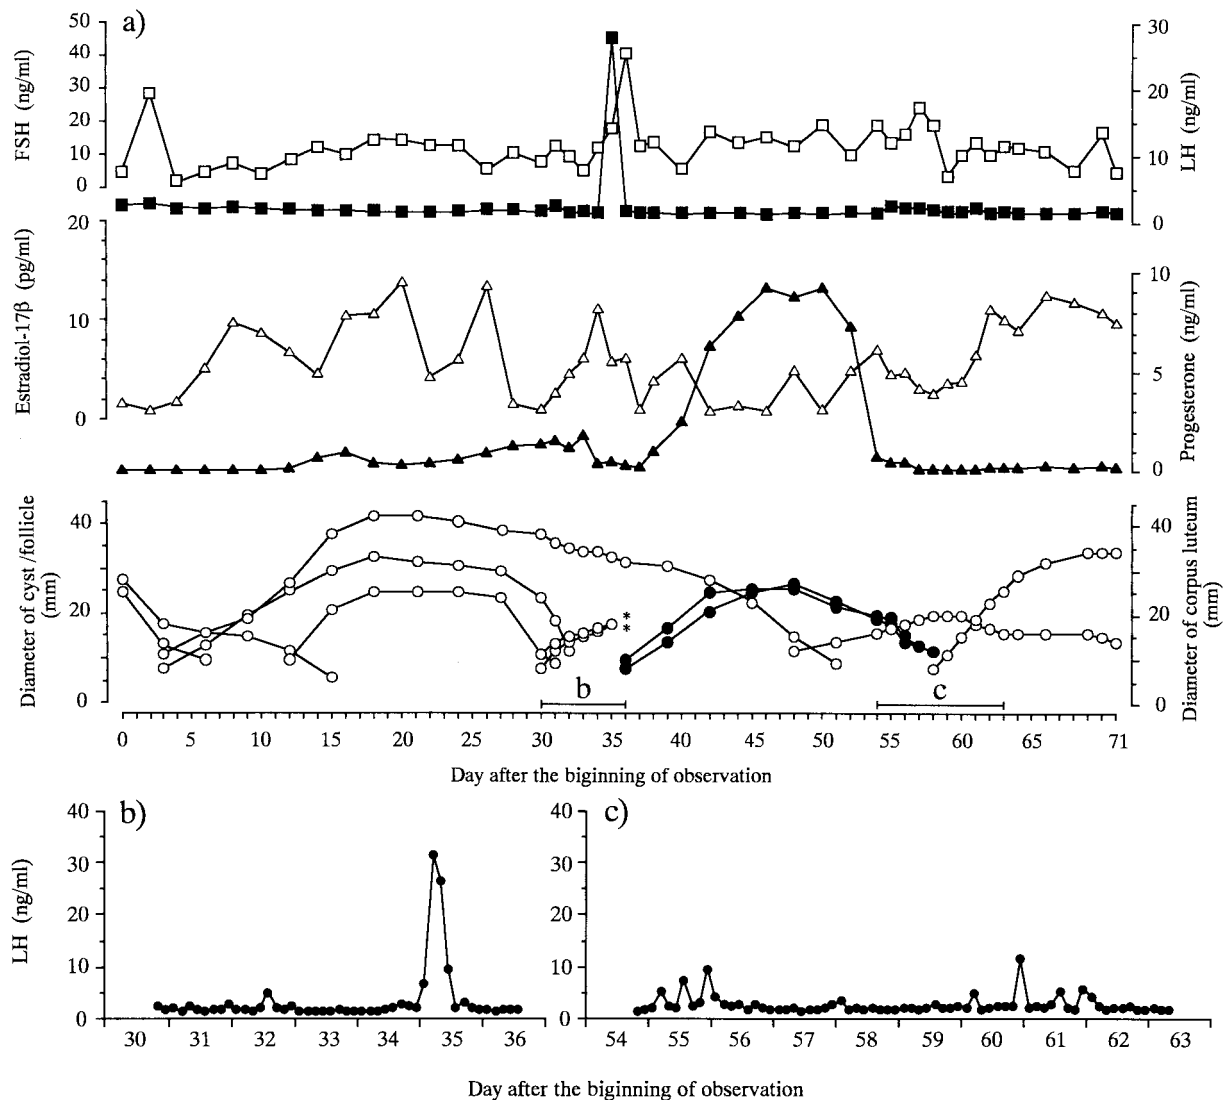 a)
50
40
30
20
10
0
FSH (ng/ml)
30
20
10
0
LH (ng/ml)
20
10
0
Estradiol-17β (pg/ml)
10
5
0
Progesterone (ng/ml)
40
20
10
0
Diameter of cyst /follicle
(mm)
40
30
20
10
0
Diameter of corpus luteum
(mm)
*
*
b
c
0 5 10 15 20 25 30 35 40 45 50 55 60 65 71
Day after the biginning of observation
b)
40
30
20
10
0
LH (ng/ml)
30 31 32 33 34 35 36
c)
40
30
20
10
0
54 55 56 57 58 59 60 61 62 63
Day after the biginning of observation